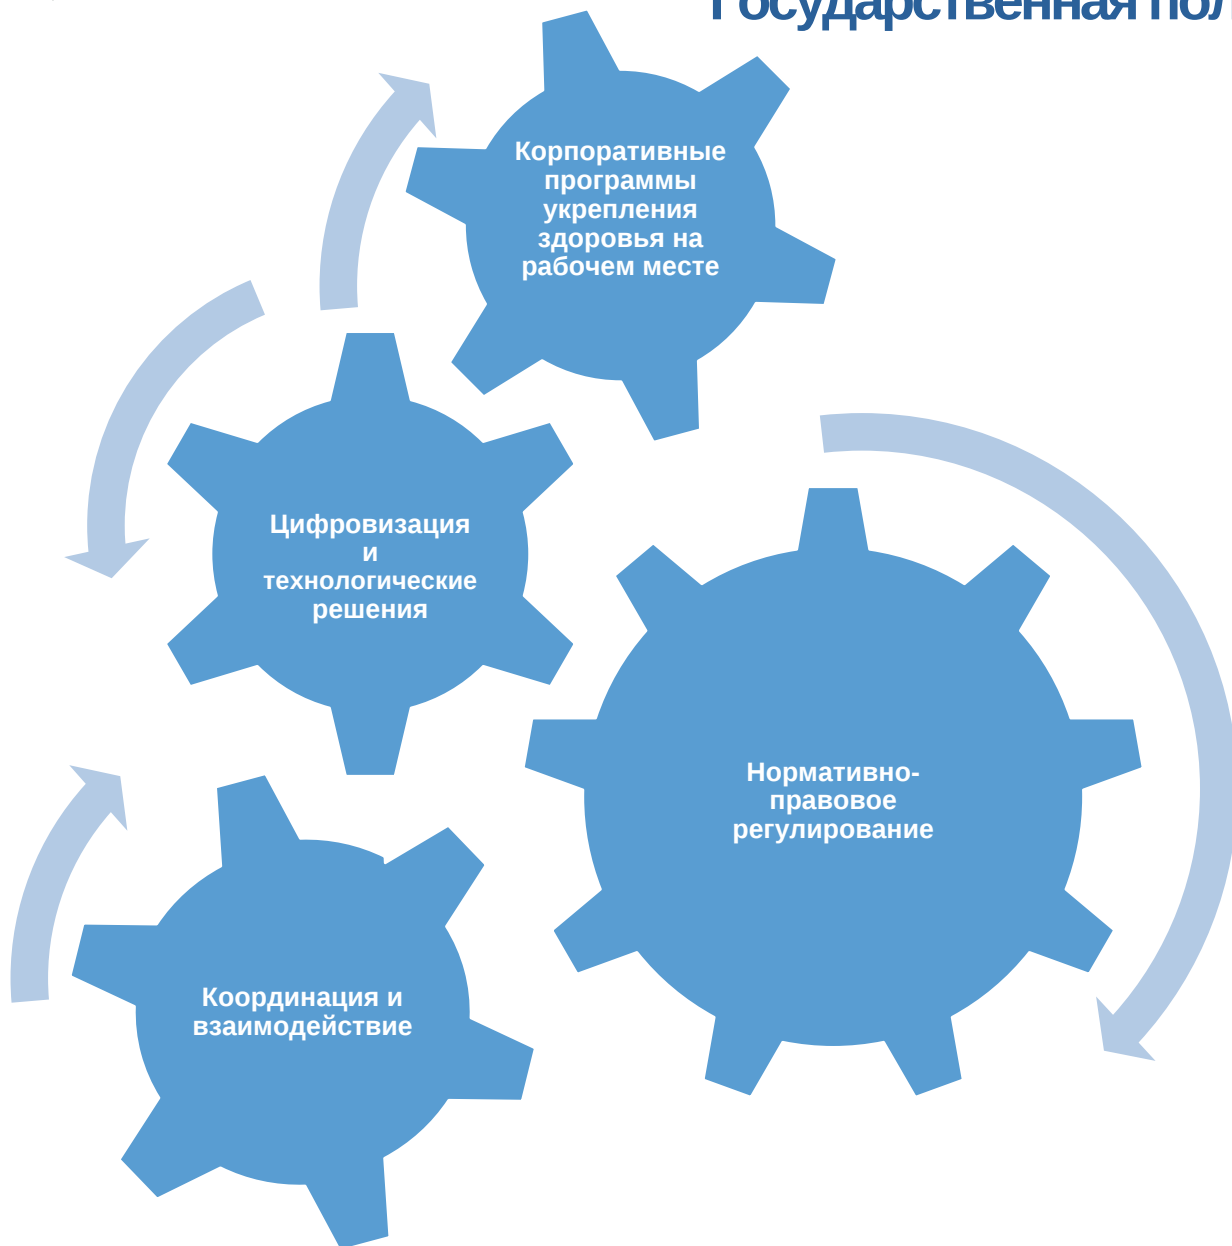 Государственная пол
Корпоративные
программы
укрепления
здоровья на
рабочем месте
Цифровизация
и
технологические
решения
Нормативно-
правовое
регулирование
Координация и
взаимодействие